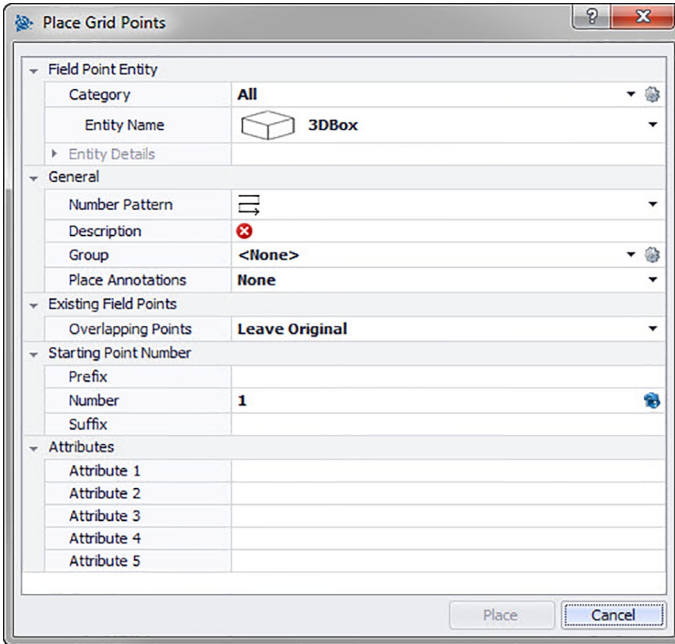 Place Grid Points
Field Point Entity
Category All
Entity Name 3DBox
Entity Details
General
Number Pattern
Description
Group <None>
Place Annotations None
Existing Field Points
Overlapping Points Leave Original
Starting Point Number
Prefix
Number 1
Suffix
Attributes
Attribute 1
Attribute 2
Attribute 3
Attribute 4
Attribute 5
Place Cancel